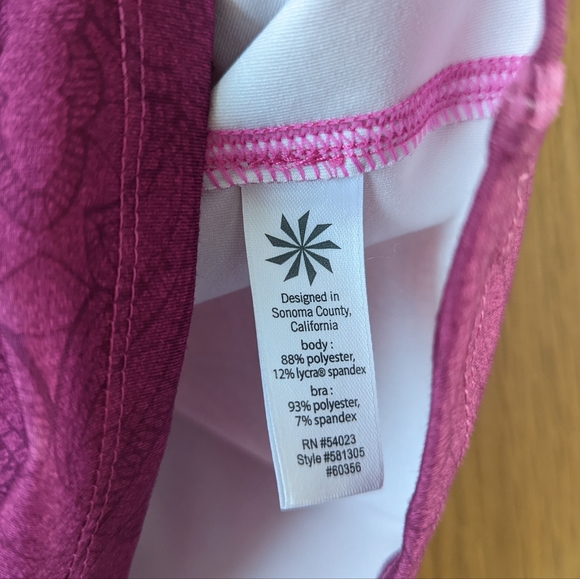 Designed in
Sonoma County,
California
body :
88% polyester,
12% lycra® spandex
bra :
93% polyester,
7% spandex
RN #54023
Style #581305
#60356